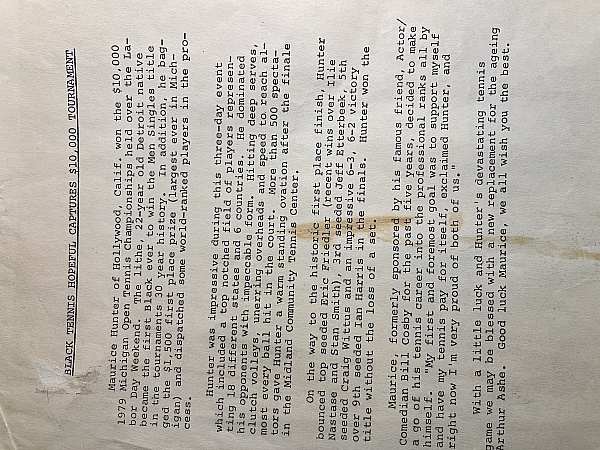 BLACK TENNIS HOPEFUL CAPTURES $10,000 TOURNAMENT
Maurice Hunter of Hollywood, Calif. won the $10,000
1979 Michigan Open Tennis Championships held over the La-
bor Day Weekend. The lithe 22-year old Detroit native
became the first Black ever to win the Men Singles title
in the tournaments 30 year history. In addition, he bag-
ged the $1,500 first place prize (largest ever in Mich-
igan) and dispatched some world-ranked players in the pro-
cess.
Hunter was impressive during this three-day event
which included a top notched field of players represen-
ting 18 different states and 6 countries. He dominated
his opponents with impeccable form. Hitting deep serves,
clutch volleys, unerring overheads and speed to reach al-
most every ball hit in the court. More than 500 specta-
tors gave Hunter a warm standing ovation after the finale
in the Midland Community Tennis Center.
On the way to the historic first place finish, Hunter
bounced top seeded Eric Friedler (recent wins over Ilie
Nastase and Stan Smith), 3rd seeded Jeff Etterbeek, 5th
seeded Craig Wittus and an impressive 6-3, 6-2 victory
over 9th seeded Ian Harris in the finals. Hunter won the
title without the loss of a set.
Maurice, formerly sponsored by his famous friend, Actor/
Comedian Bill Cosby for the last five years, decided to make
a go of his tennis career into the professional ranks all by
himself. "My first and foremost goal was to support myself
and have my tennis pay for itself, exclaimed Hunter, and
right now I'm very proud of both of us."
With a little luck and Hunter's devastating tennis
game we may be blessed with a new replacement for the ageing
Arthur Ashe. Good luck Maurice, we all wish you the best.